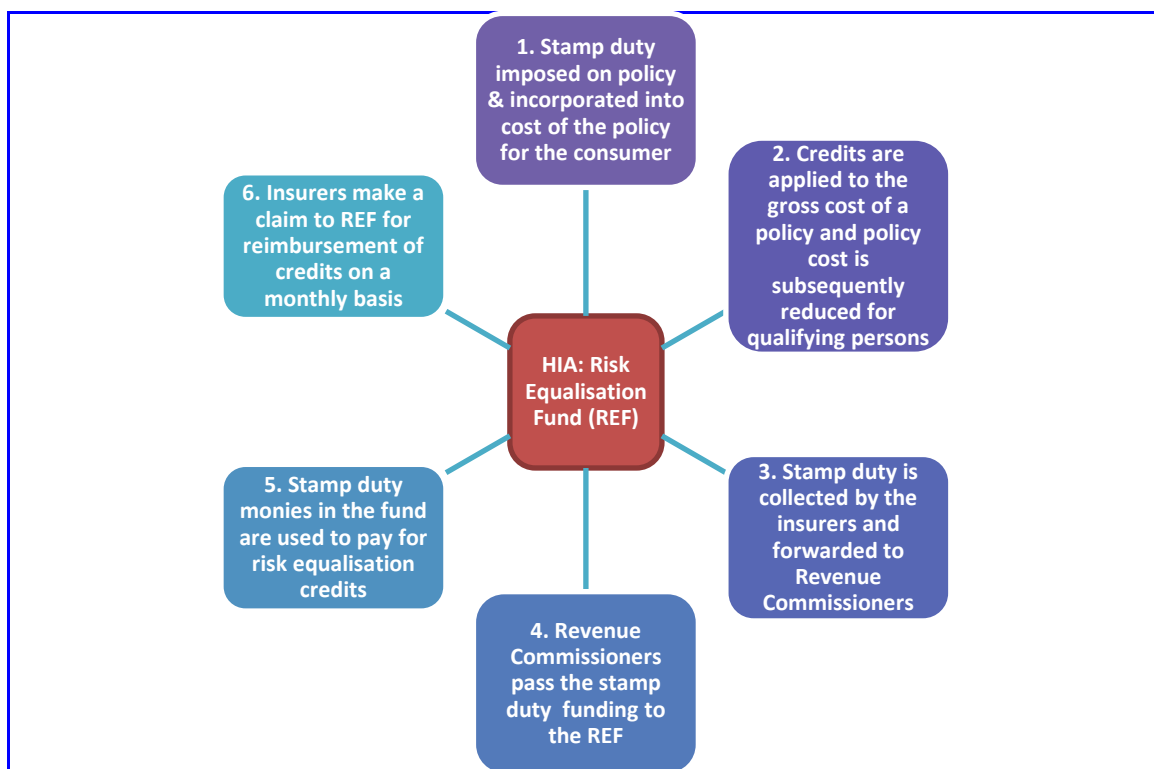 1. Stamp duty
imposed on policy
& incorporated into
cost of the policy
for the consumer
2. Credits are
applied to the
gross cost of a
policy and policy
cost is
subsequently
reduced for
qualifying persons
3. Stamp duty is
collected by the
insurers and
forwarded to
Revenue
Commissioners
4. Revenue
Commissioners
pass the stamp
duty funding to
the REF
5. Stamp duty
monies in the fund
are used to pay for
risk equalisation
credits
6. Insurers make a
claim to REF for
reimbursement of
credits on a
monthly basis
HIA: Risk
Equalisation
Fund (REF)